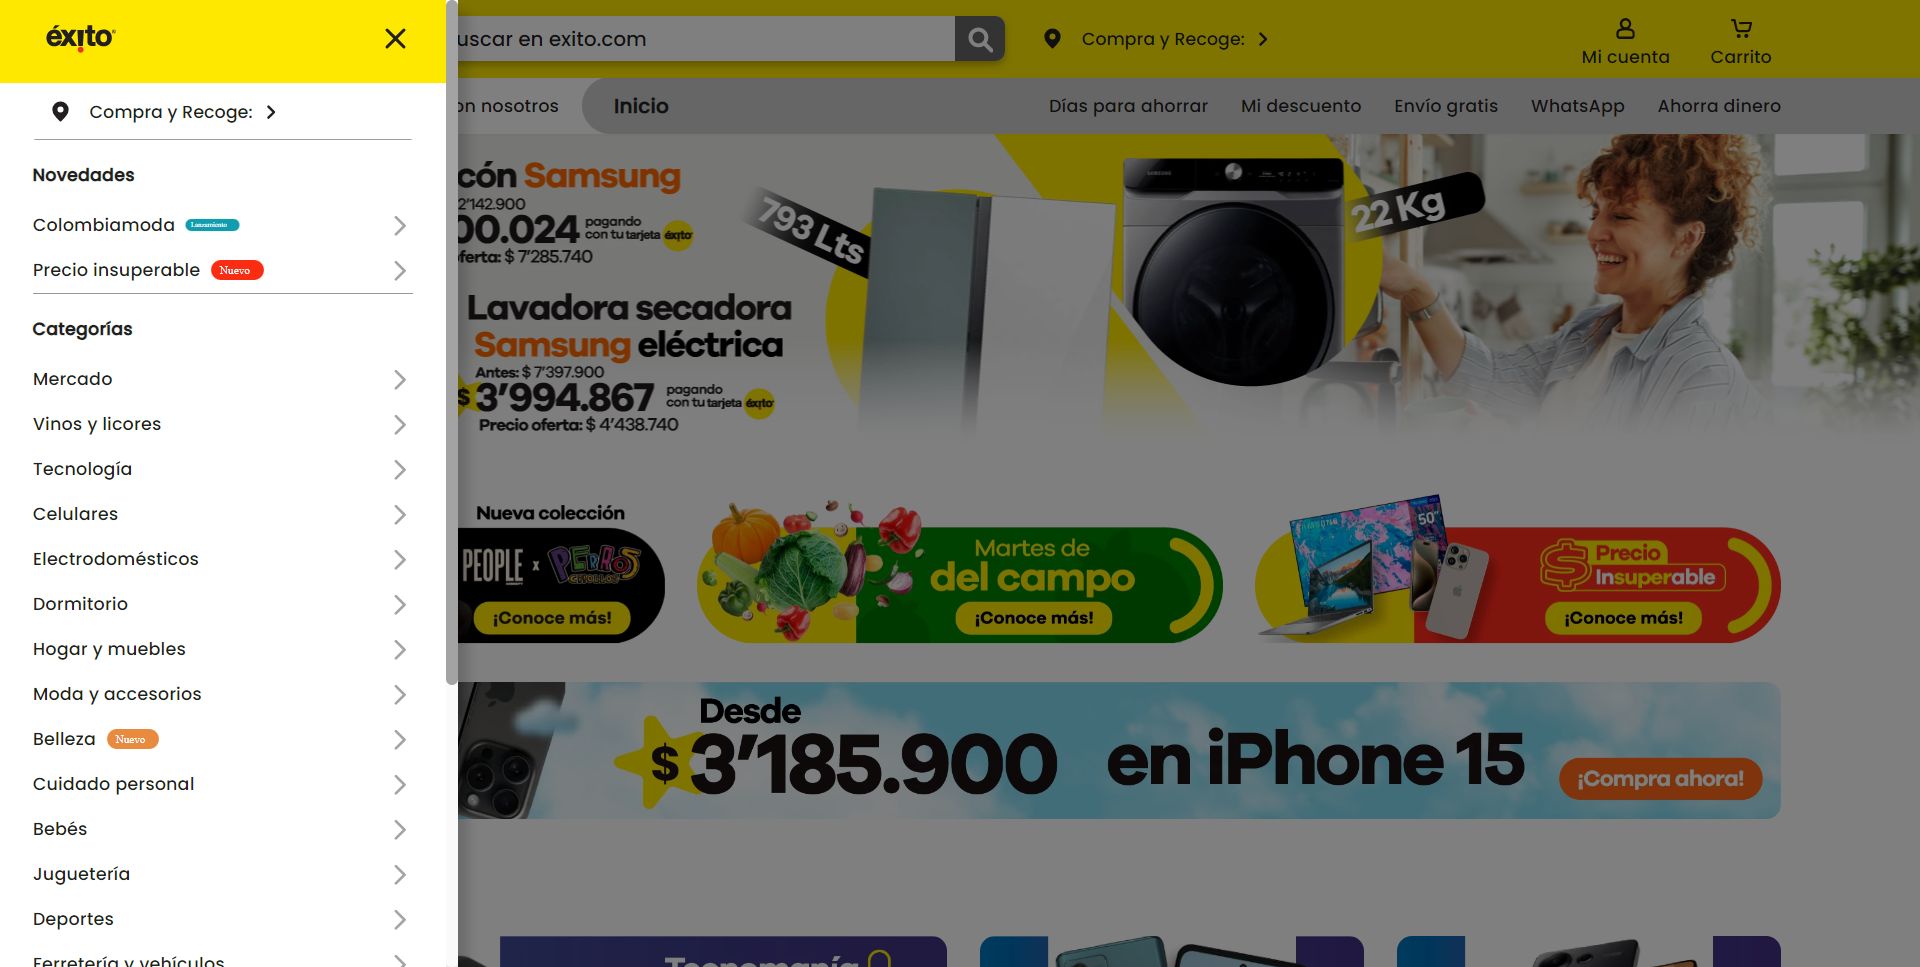 éxito
Compra y Recoge:
Novedades
Colombiamoda Lanzamiento
Precio insuperable Nuevo
Categorías
Mercado
Vinos y licores
Tecnología
Celulares
Electrodomésticos
Dormitorio
Hogar y muebles
Moda y accesorios
Belleza Nuevo
Cuidado personal
Bebés
Juguetería
Deportes
Ferretería y vehículos
uscar en exito.com
Compra y Recoge:
Mi cuenta
Carrito
on nosotros
Inicio
Días para ahorrar
Mi descuento
Envío gratis
WhatsApp
Ahorra dinero
cón Samsung
2'142.900
00.024 pagando con tu tarjeta éxito
ferta: $ 7'285.740
Lavadora secadora
Samsung eléctrica
Antes: $ 7'397.900
$ 3'994.867 pagando con tu tarjeta éxito
Precio oferta: $ 4'438.740
793 Lts
SAMSUNG
22 Kg
Nueva colección
PEOPLE x PERROS CRIOLLOS
¡Conoce más!
Martes de
del campo
¡Conoce más!
50"
Precio
Insuperable
¡Conoce más!
Desde
$ 3'185.900 en iPhone 15
¡Compra ahora!
Tecnomanía